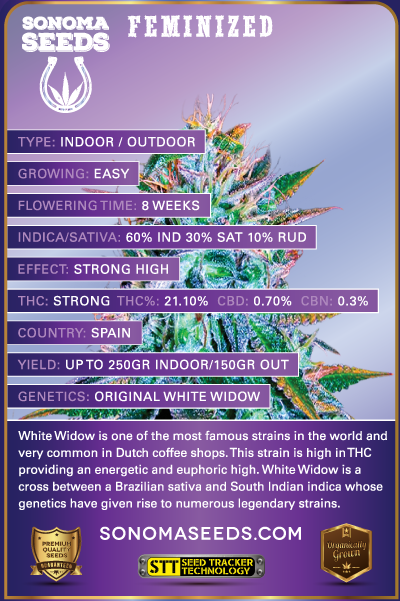 SONOMA
SEEDS
FEMINIZED
TYPE: INDOOR / OUTDOOR
GROWING: EASY
FLOWERING TIME: 8 WEEKS
INDICA/SATIVA: 60% IND 30% SAT 10% RUD
EFFECT: STRONG HIGH
THC: STRONG THC%: 21.10% CBD: 0.70% CBN: 0.3%
COUNTRY: SPAIN
YIELD: UP TO 250GR INDOOR/150GR OUT
GENETICS: ORIGINAL WHITE WIDOW
White Widow is one of the most famous strains in the world and
very common in Dutch coffee shops. This strain is high in THC
providing an energetic and euphoric high. White Widow is a
cross between a Brazilian sativa and South Indian indica whose
genetics have given rise to numerous legendary strains.
PREMIUM
QUALITY
SEEDS
GUARANTEED
SONOMASEEDS.COM
STT SEED TRACKER
TECHNOLOGY
Organically
Grown